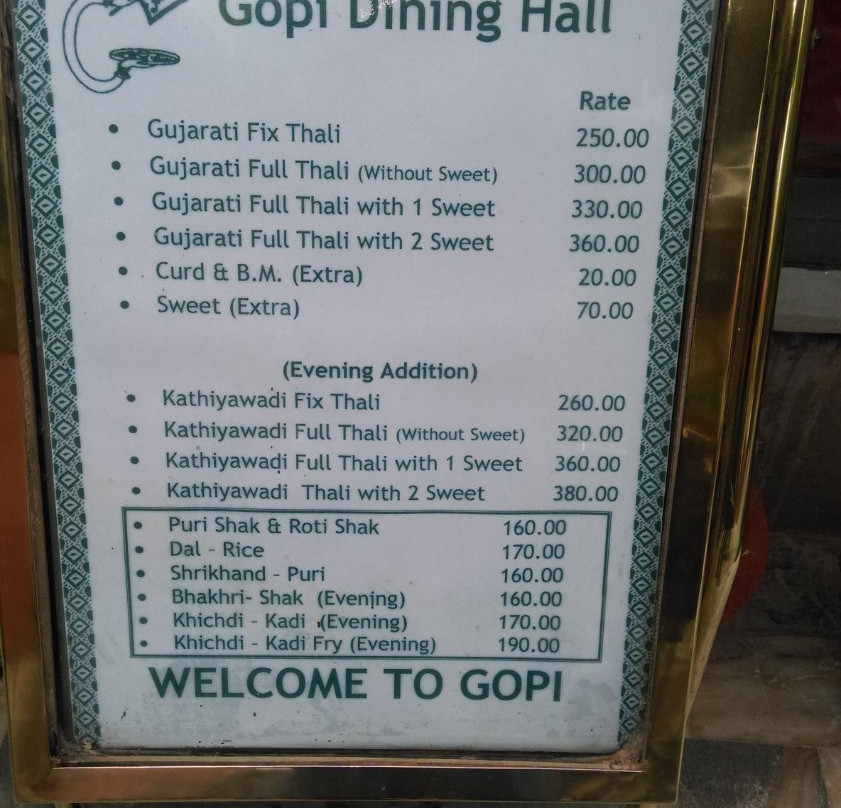 Gopi Dining Hall
Rate
• Gujarati Fix Thali 250.00
• Gujarati Full Thali (Without Sweet) 300.00
• Gujarati Full Thali with 1 Sweet 330.00
• Gujarati Full Thali with 2 Sweet 360.00
• Curd & B.M. (Extra) 20.00
• Sweet (Extra) 70.00
(Evening Addition)
• Kathiyawadi Fix Thali 260.00
• Kathiyawadi Full Thali (Without Sweet) 320.00
• Kathiyawadi Full Thali with 1 Sweet 360.00
• Kathiyawadi Thali with 2 Sweet 380.00
• Puri Shak & Roti Shak 160.00
• Dal - Rice 170.00
• Shrikhand - Puri 160.00
• Bhakhri- Shak (Evening) 160.00
• Khichdi - Kadi (Evening) 170.00
• Khichdi - Kadi Fry (Evening) 190.00
WELCOME TO GOPI